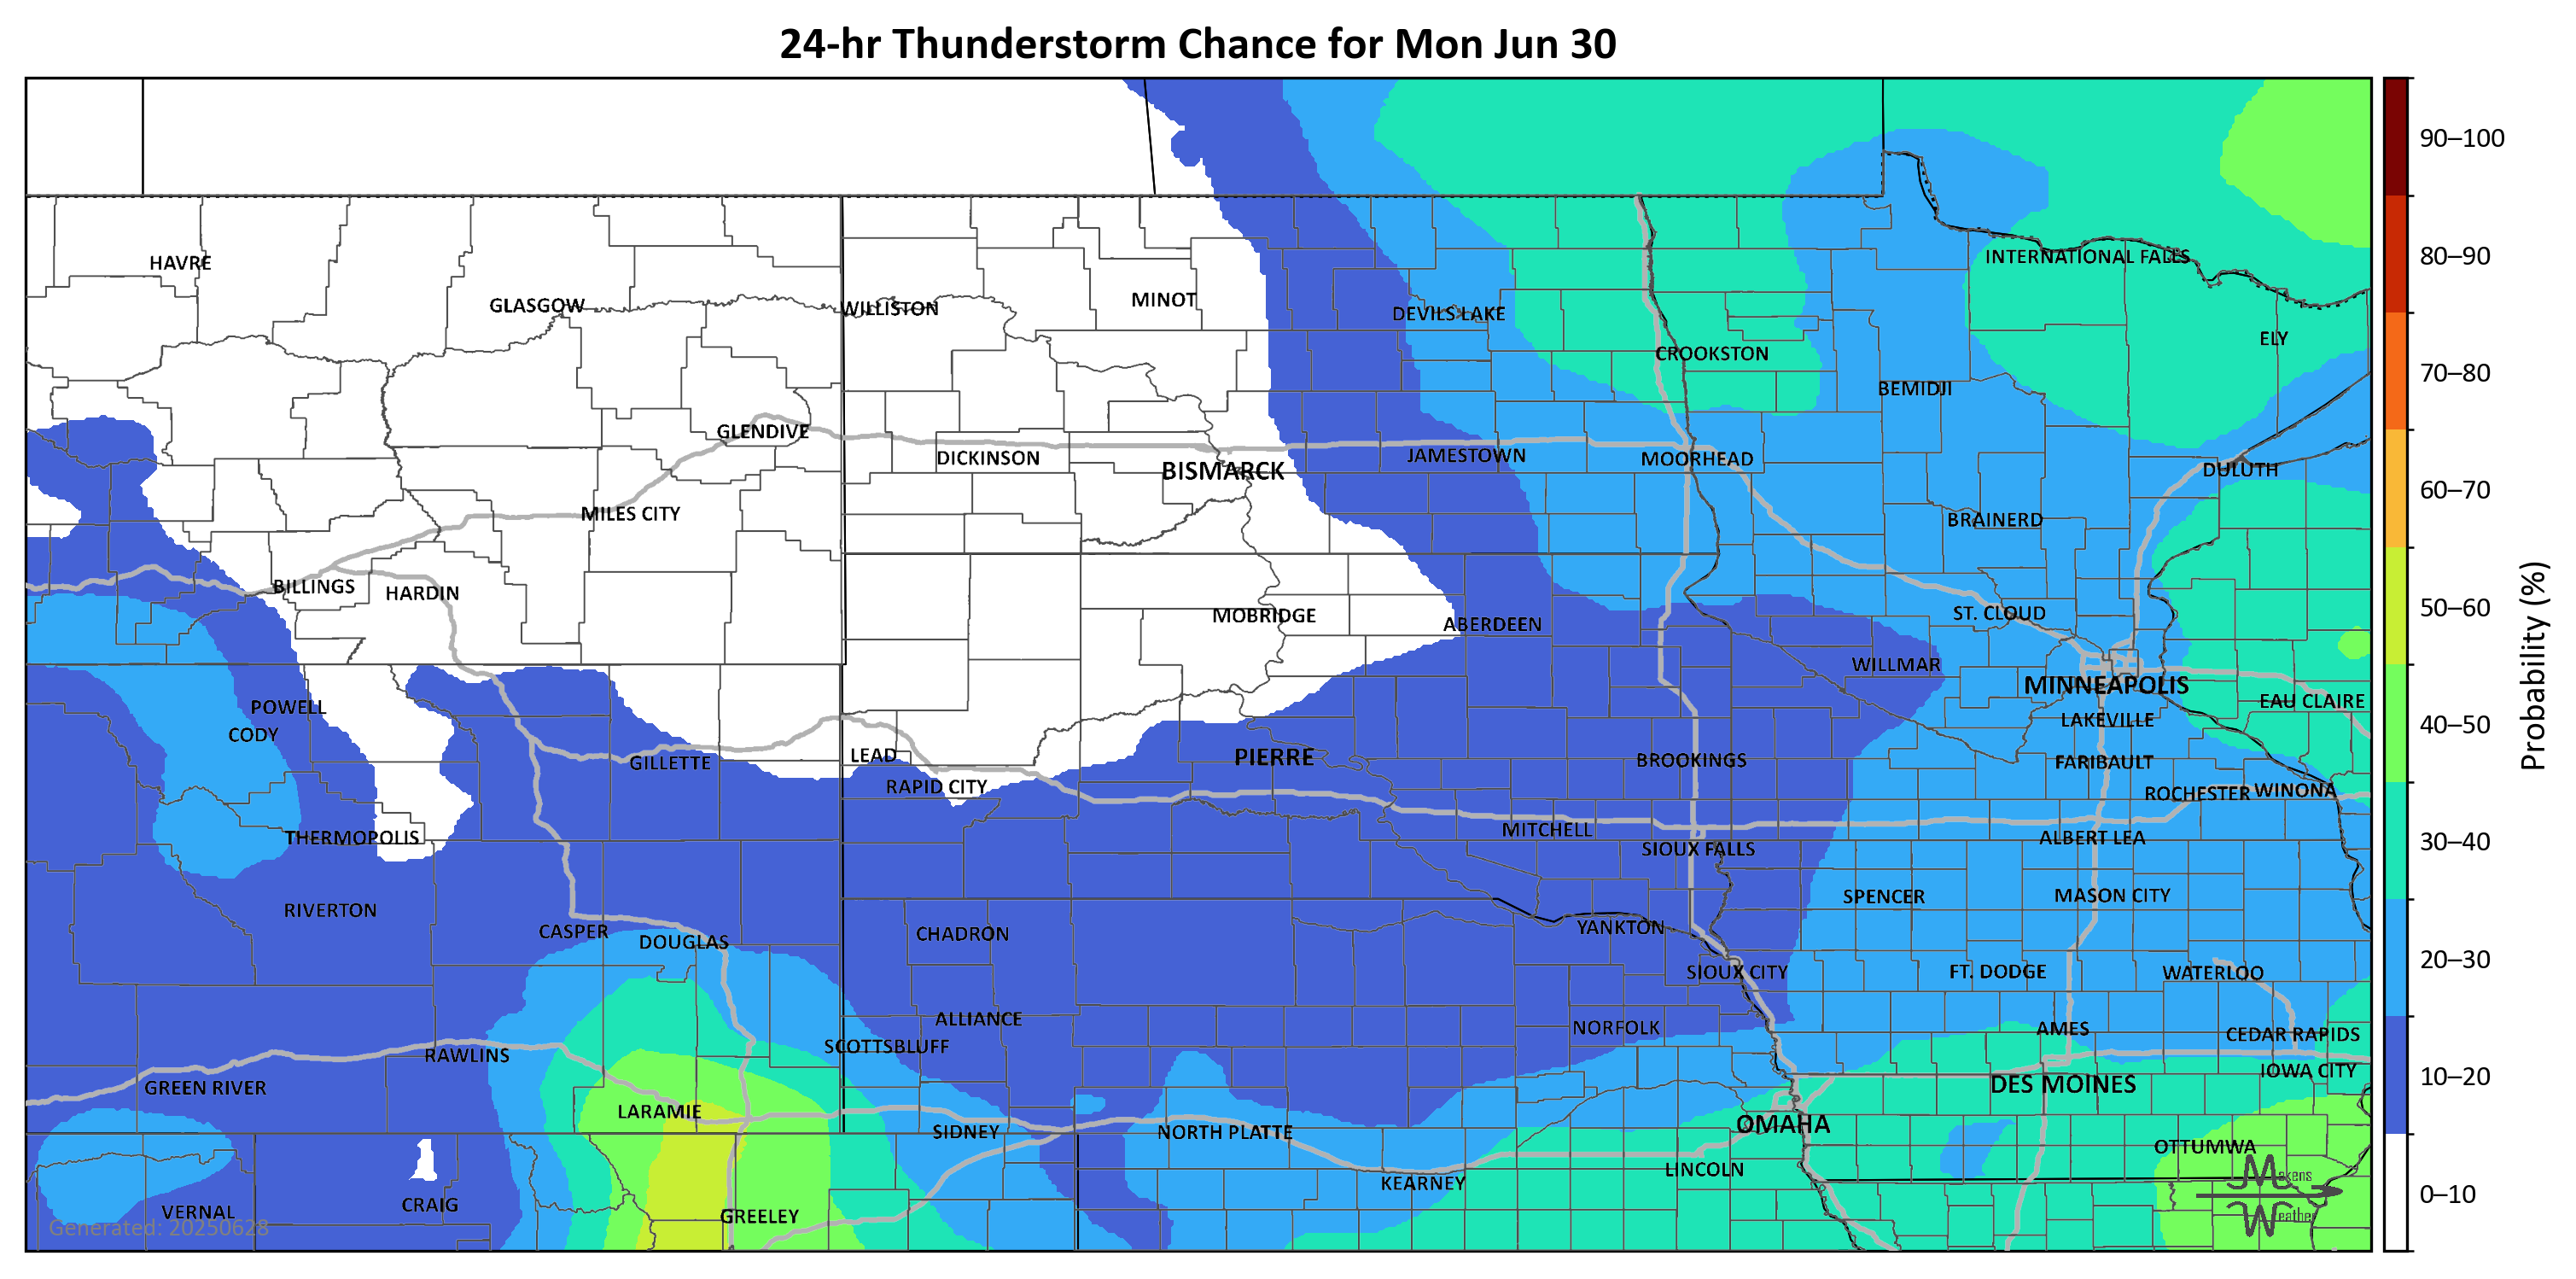 24-hr Thunderstorm Chance for Mon Jun 30
90–100
HAVRE
INTERNATIONAL FALLS
80–90
GLASGOW
WILLISTON
MINOT
DEVILS LAKE
ELY
CROOKSTON
70–80
BEMIDJI
GLENDIVE
DICKINSON
BISMARCK
JAMESTOWN
MOORHEAD
DULUTH
60–70
MILES CITY
BRAINERD
BILLINGS
HARDIN
MOBRIDGE
ABERDEEN
ST. CLOUD
50–60
WILLMAR
MINNEAPOLIS
POWELL
EAU CLAIRE
CODY
LAKEVILLE
40–50
Probability (%)
LEAD
GILLETTE
PIERRE
BROOKINGS
FARIBAULT
RAPID CITY
ROCHESTER
WINONA
THERMOPOLIS
MITCHELL
ALBERT LEA
30–40
SIOUX FALLS
RIVERTON
SPENCER
MASON CITY
CASPER
DOUGLAS
CHADRON
YANKTON
20–30
SIOUX CITY
FT. DODGE
WATERLOO
ALLIANCE
NORFOLK
AMES
CEDAR RAPIDS
SCOTTSBLUFF
RAWLINS
GREEN RIVER
DES MOINES
IOWA CITY
10–20
LARAMIE
SIDNEY
NORTH PLATTE
OMAHA
OTTUMWA
LINCOLN
KEARNEY
Makens
Weather
VERNAL
CRAIG
GREELEY
0–10
Generated: 20250628